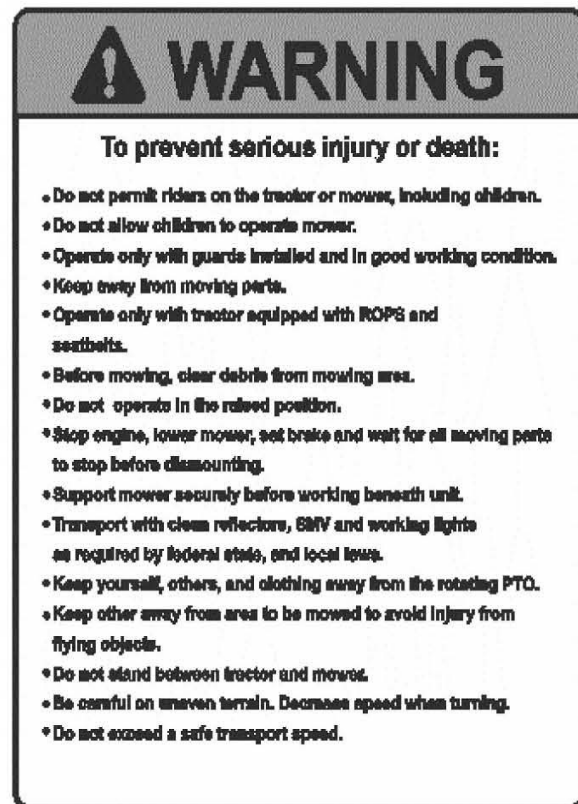 WARNING
To prevent serious injury or death:
• Do not permit riders on the tractor or mower, including children.
• Do not allow children to operate mower.
• Operate only with guards installed and in good working condition.
• Keep away from moving parts.
• Operate only with tractor equipped with ROPS and
seatbelts.
• Before mowing, clear debris from mowing area.
• Do not operate in the raised position.
• Stop engine, lower mower, set brake and wait for all moving parts
to stop before dismounting.
• Support mower securely before working beneath unit.
• Transport with clean reflectors, SMV and working lights
as required by federal state, and local laws.
• Keep yourself, others, and clothing away from the rotating PTO.
• Keep other away from area to be mowed to avoid injury from
flying objects.
• Do not stand between tractor and mower.
• Be careful on uneven terrain. Decrease speed when turning.
• Do not exceed a safe transport speed.